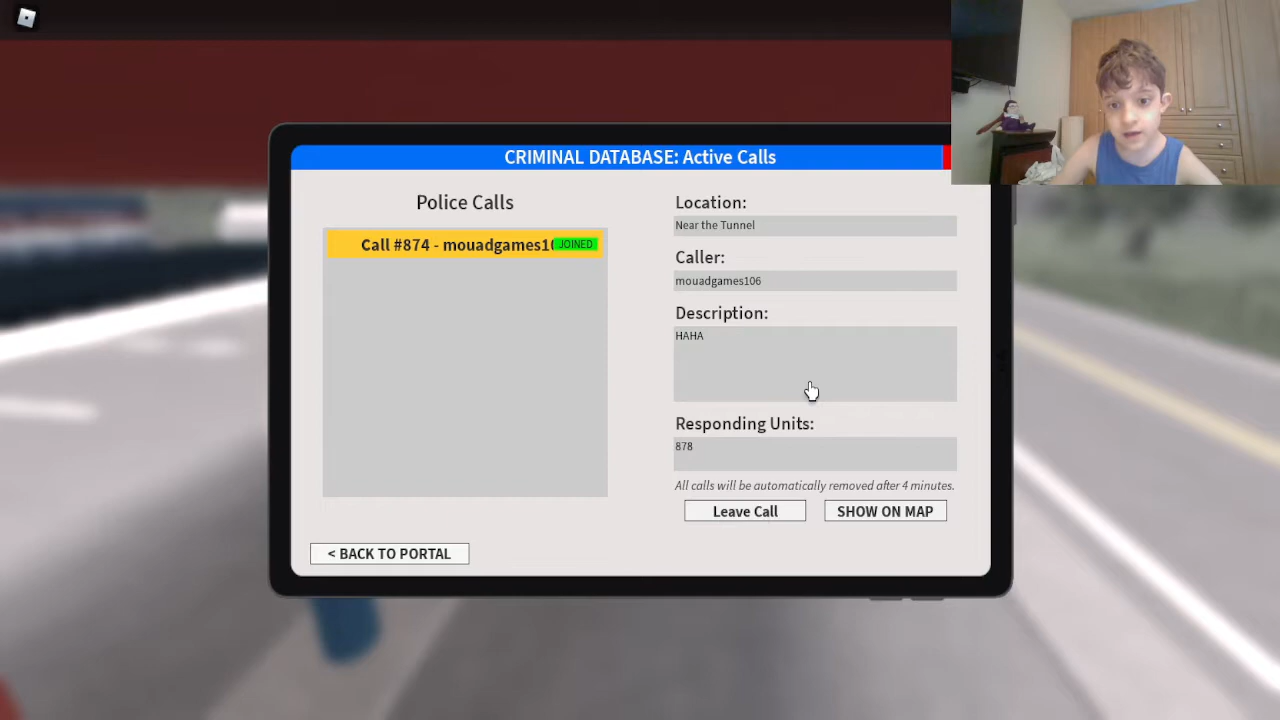 CRIMINAL DATABASE: Active Calls
Police Calls
Call #874 - mouadgames10
JOINED
Location:
Near the Tunnel
Caller:
mouadgames106
Description:
HAHA
Responding Units:
878
All calls will be automatically removed after 4 minutes.
Leave Call
SHOW ON MAP
< BACK TO PORTAL